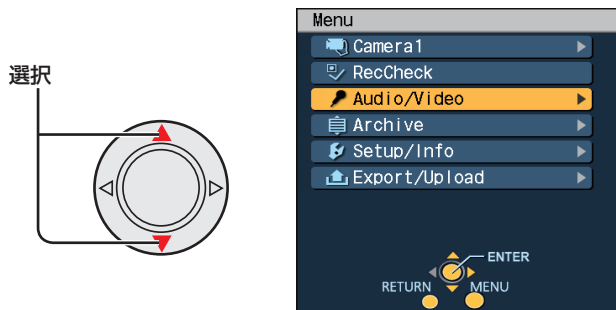 選択
Menu
Camera1
RecCheck
Audio/Video
Archive
Setup/Info
Export/Upload
ENTER
RETURN
MENU